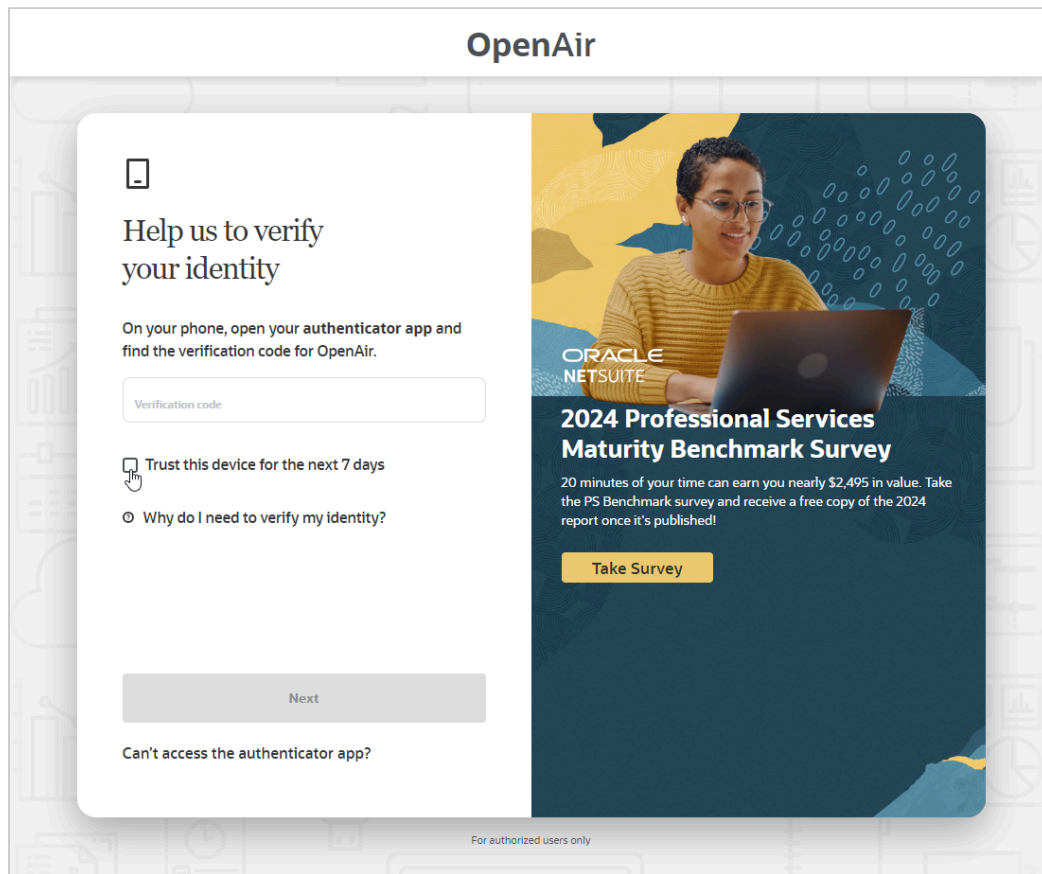 OpenAir
Help us to verify
your identity
On your phone, open your authenticator app and
find the verification code for OpenAir.
Verification code
Trust this device for the next 7 days
Why do I need to verify my identity?
Next
Can't access the authenticator app?
ORACLE
NETSUITE
2024 Professional Services
Maturity Benchmark Survey
20 minutes of your time can earn you nearly $2,495 in value. Take
the PS Benchmark survey and receive a free copy of the 2024
report once it's published!
Take Survey
For authorized users only